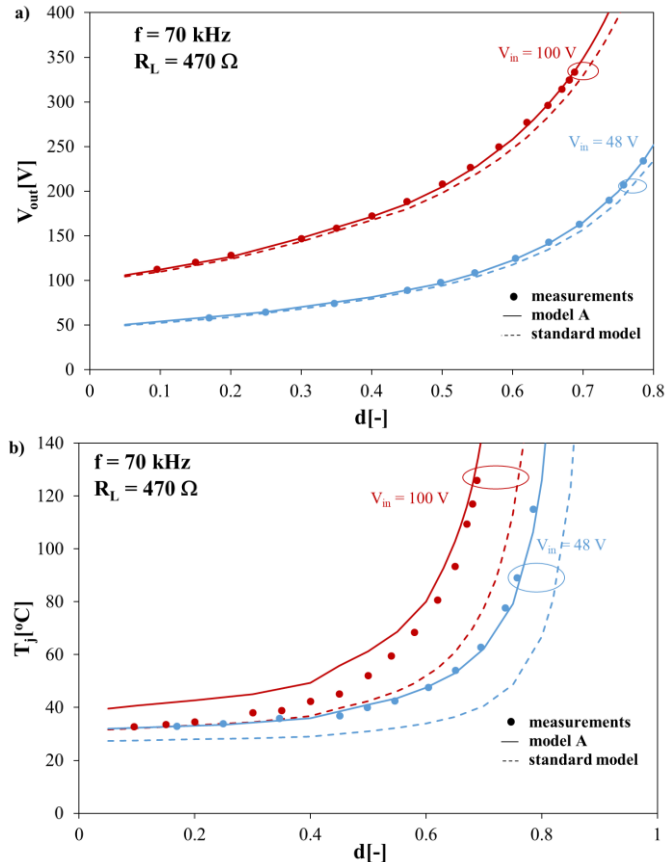 a)
400
350
300
250
200
150
100
50
0
V_out[V]
f = 70 kHz
R_L = 470 Ω
V_in = 100 V
V_in = 48 V
measurements
model A
standard model
0 0.1 0.2 0.3 0.4 0.5 0.6 0.7 0.8
d[-]
b)
140
120
100
80
60
40
20
0
T_j[°C]
f = 70 kHz
R_L = 470 Ω
V_in = 100 V
V_in = 48 V
measurements
model A
standard model
0 0.2 0.4 0.6 0.8 1
d[-]